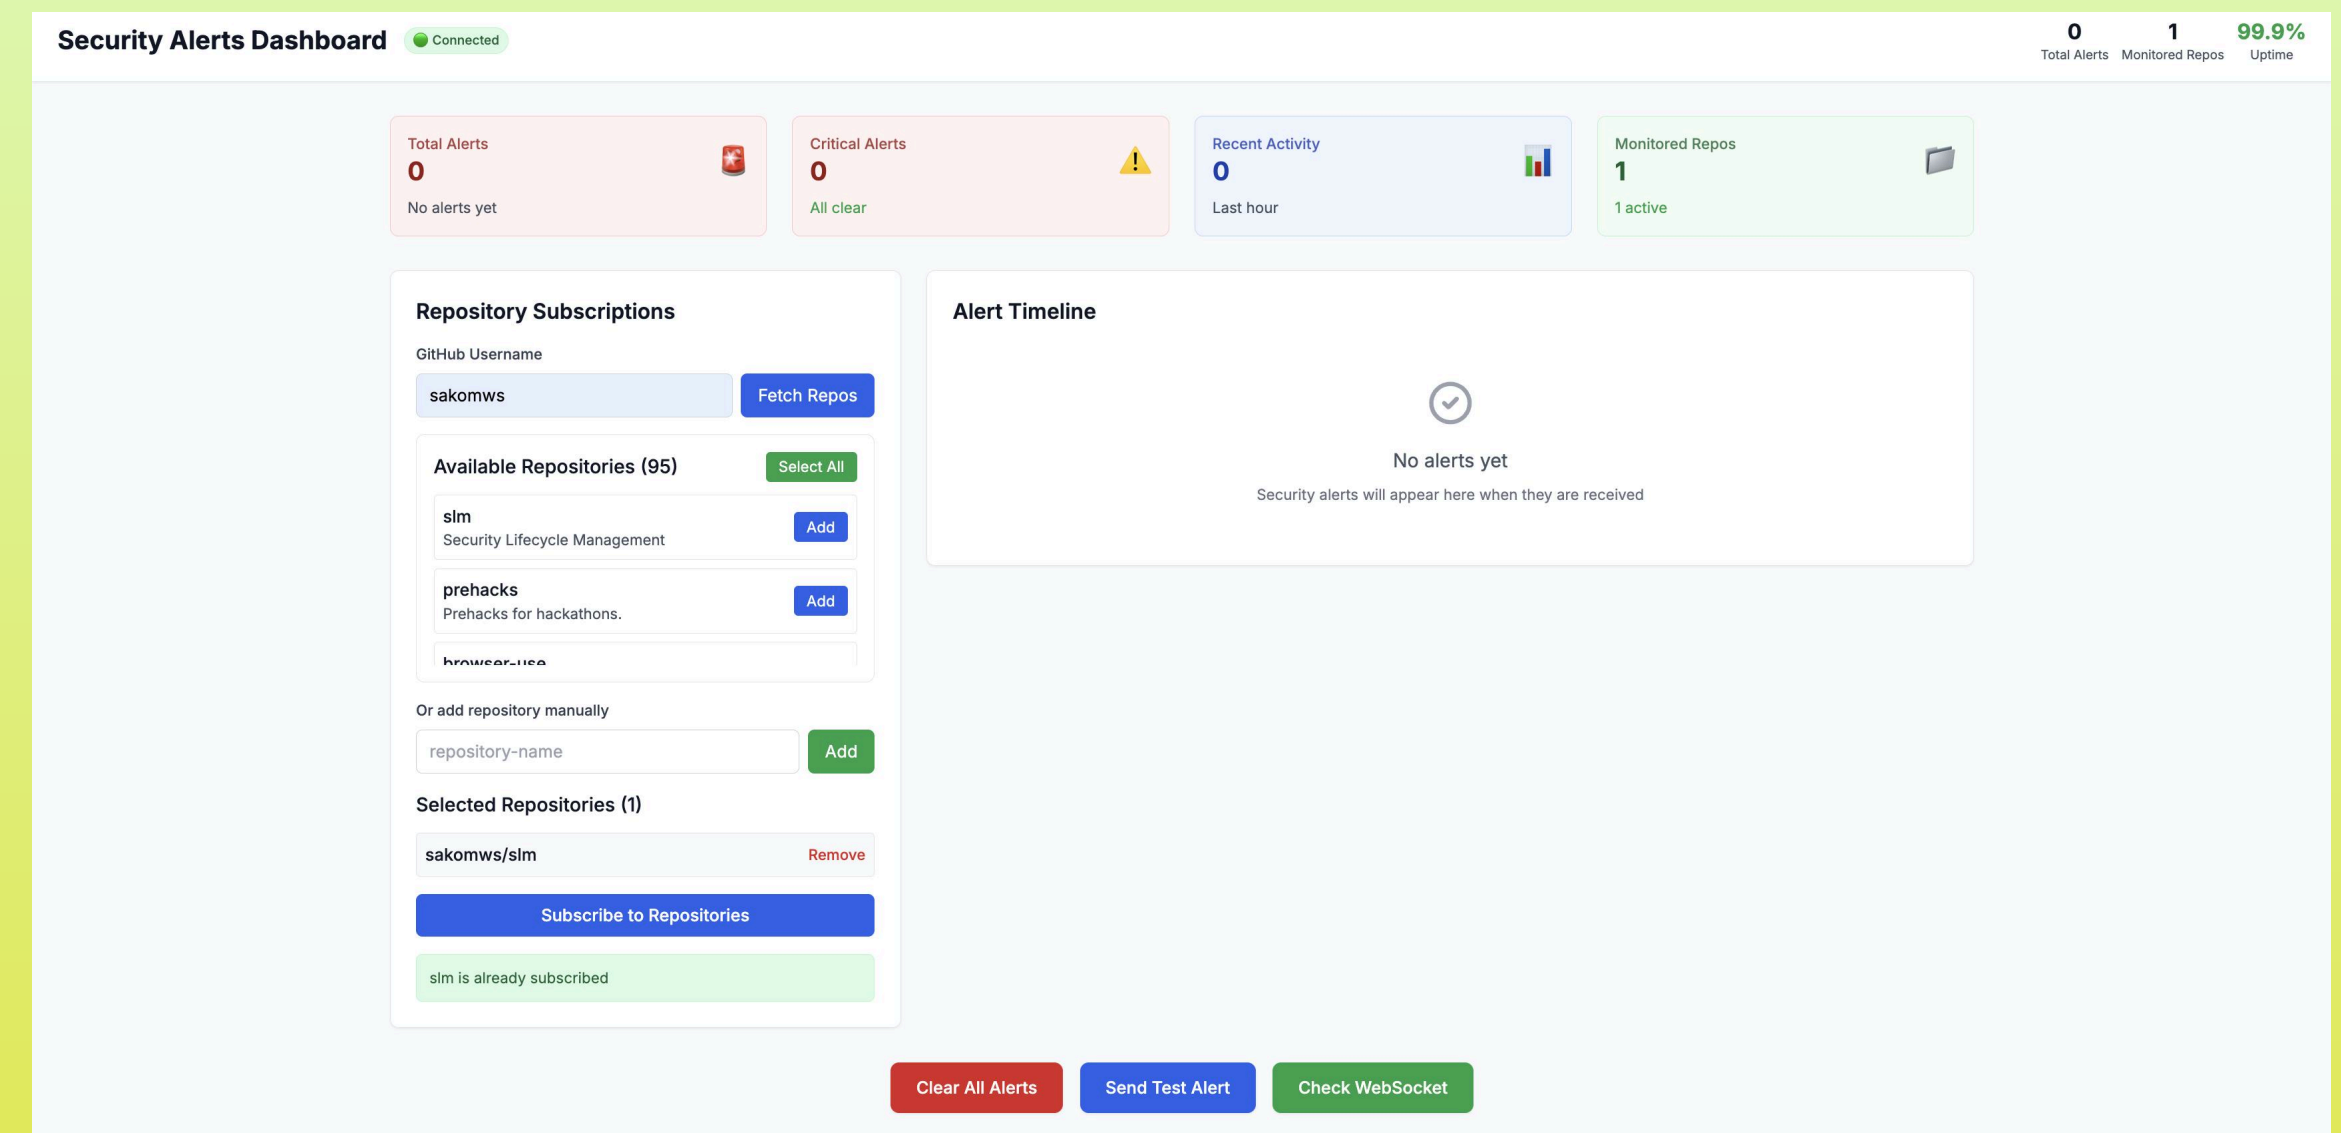 Security Alerts Dashboard
Connected
0
Total Alerts
1
Monitored Repos
99.9%
Uptime
Total Alerts
0
No alerts yet
Critical Alerts
0
All clear
Recent Activity
0
Last hour
Monitored Repos
1
1 active
Repository Subscriptions
GitHub Username
sakomws
Fetch Repos
Available Repositories (95)
Select All
slm
Security Lifecycle Management
Add
prehacks
Prehacks for hackathons.
Add
browser-use
Or add repository manually
repository-name
Add
Selected Repositories (1)
sakomws/slm
Remove
Subscribe to Repositories
slm is already subscribed
Alert Timeline
No alerts yet
Security alerts will appear here when they are received
Clear All Alerts
Send Test Alert
Check WebSocket